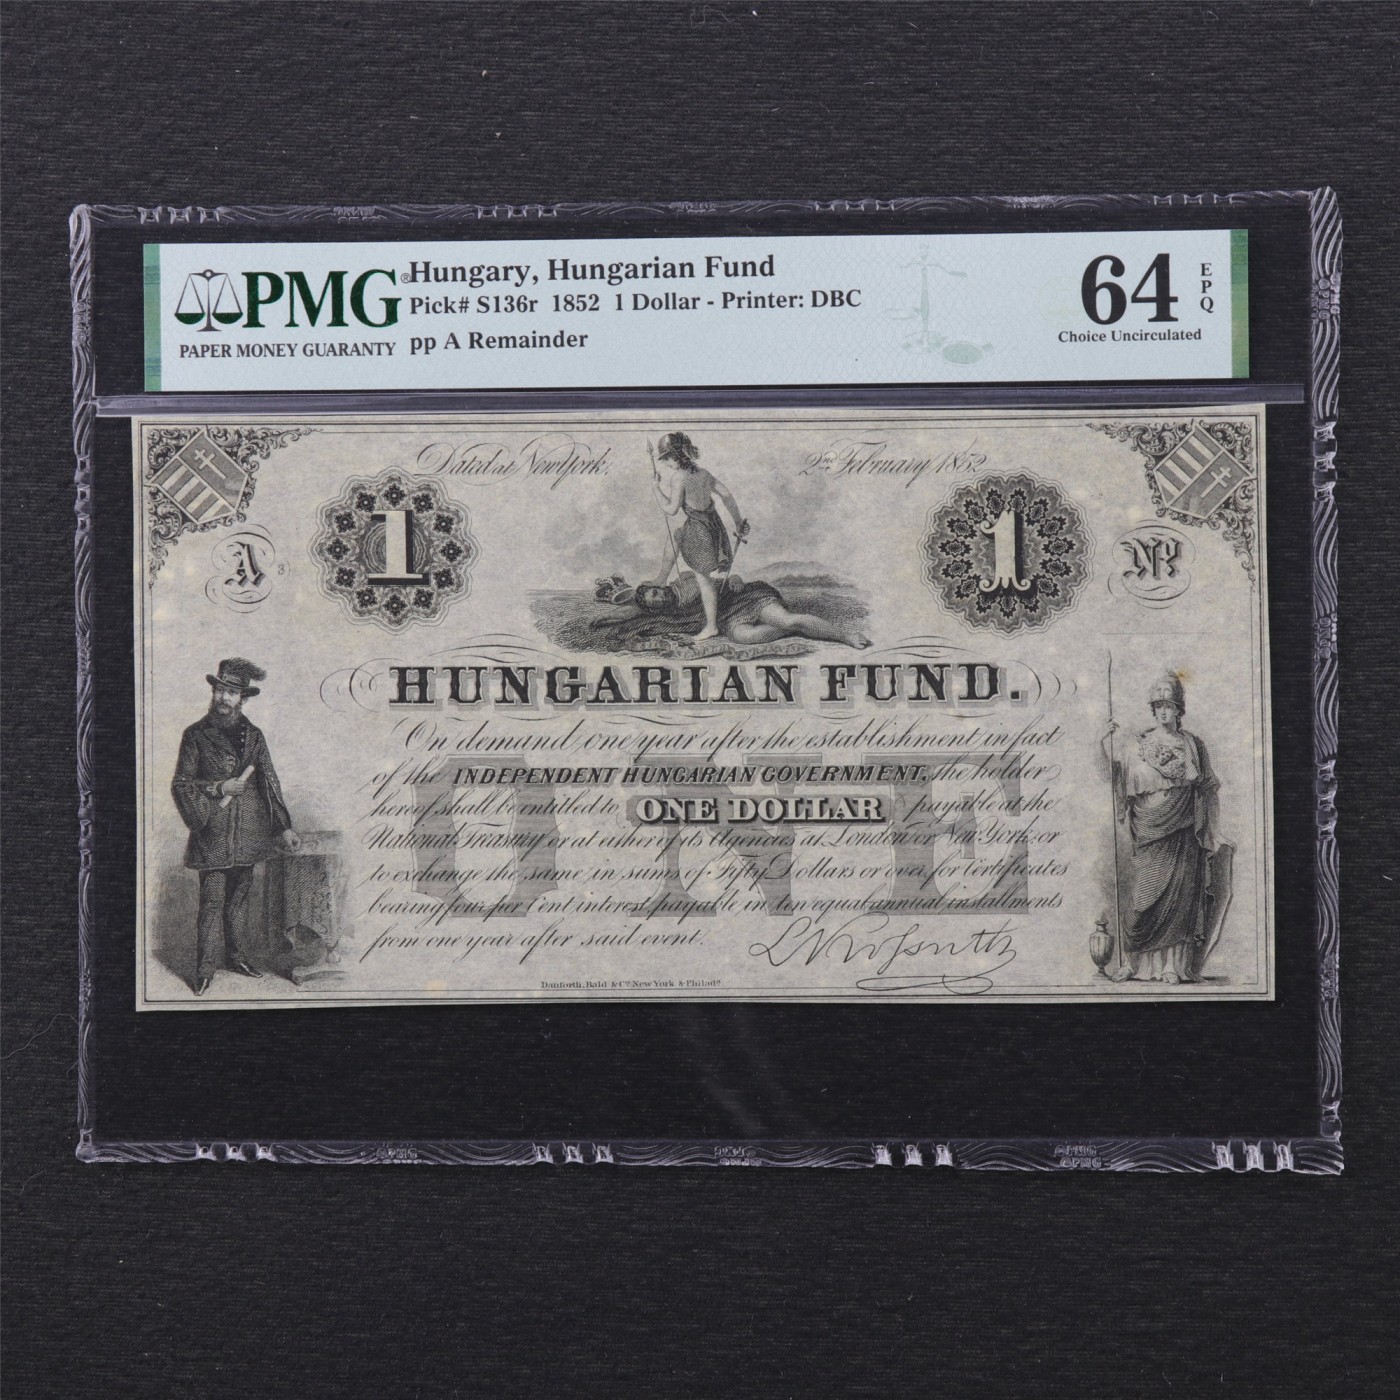 PMG®
PAPER MONEY GUARANTY
Hungary, Hungarian Fund
Pick# S136r 1852 1 Dollar - Printer: DBC
pp A Remainder
64 EPQ
Choice Uncirculated
Dated at New York, 2nd February 1852
A 1 1 No.
HUNGARIAN FUND.
On demand, one year after the establishment in fact
of the INDEPENDENT HUNGARIAN GOVERNMENT, the holder
hereof shall be entitled to ONE DOLLAR payable at the
National Treasury or at either of its Agencies at London or New York; or
to exchange the same in sums of Fifty Dollars or over, for Certificates
bearing four per Cent interest payable in ten equal annual installments
from one year after said event.
L Kossuth
ONE
Danforth, Bald & Co. New York & Philada.
PMG
PMG
PMG